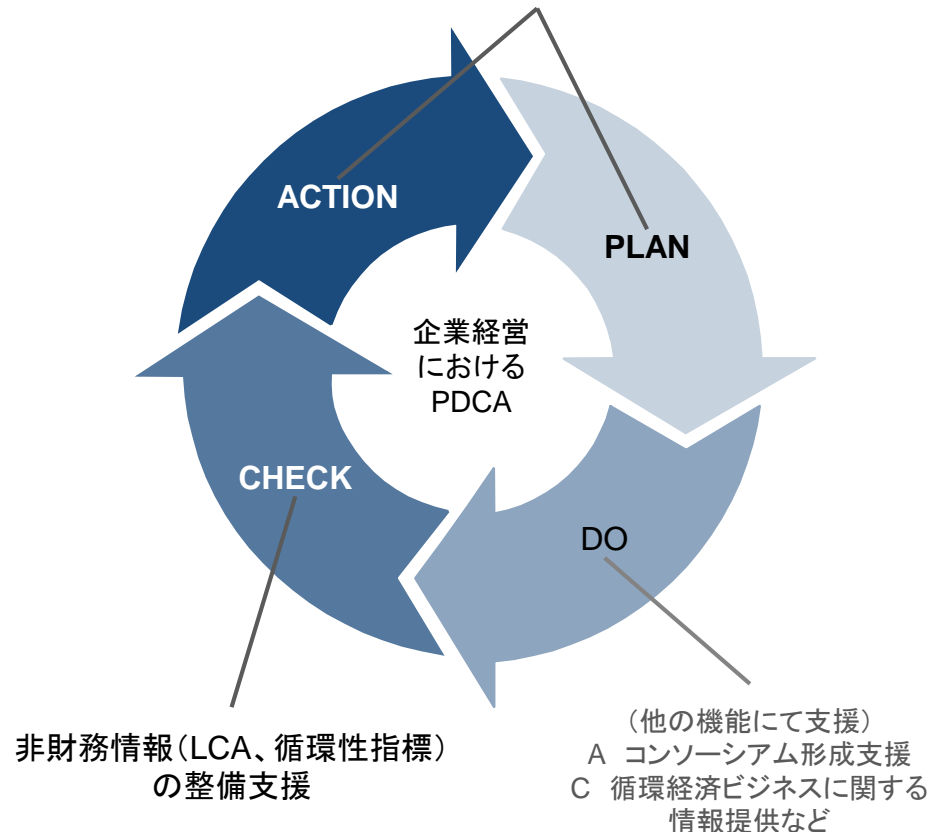 ACTION
PLAN
企業経営
における
PDCA
CHECK
DO
非財務情報(LCA、循環性指標)
の整備支援
(他の機能にて支援)
A コンソーシアム形成支援
C 循環経済ビジネスに関する
情報提供など